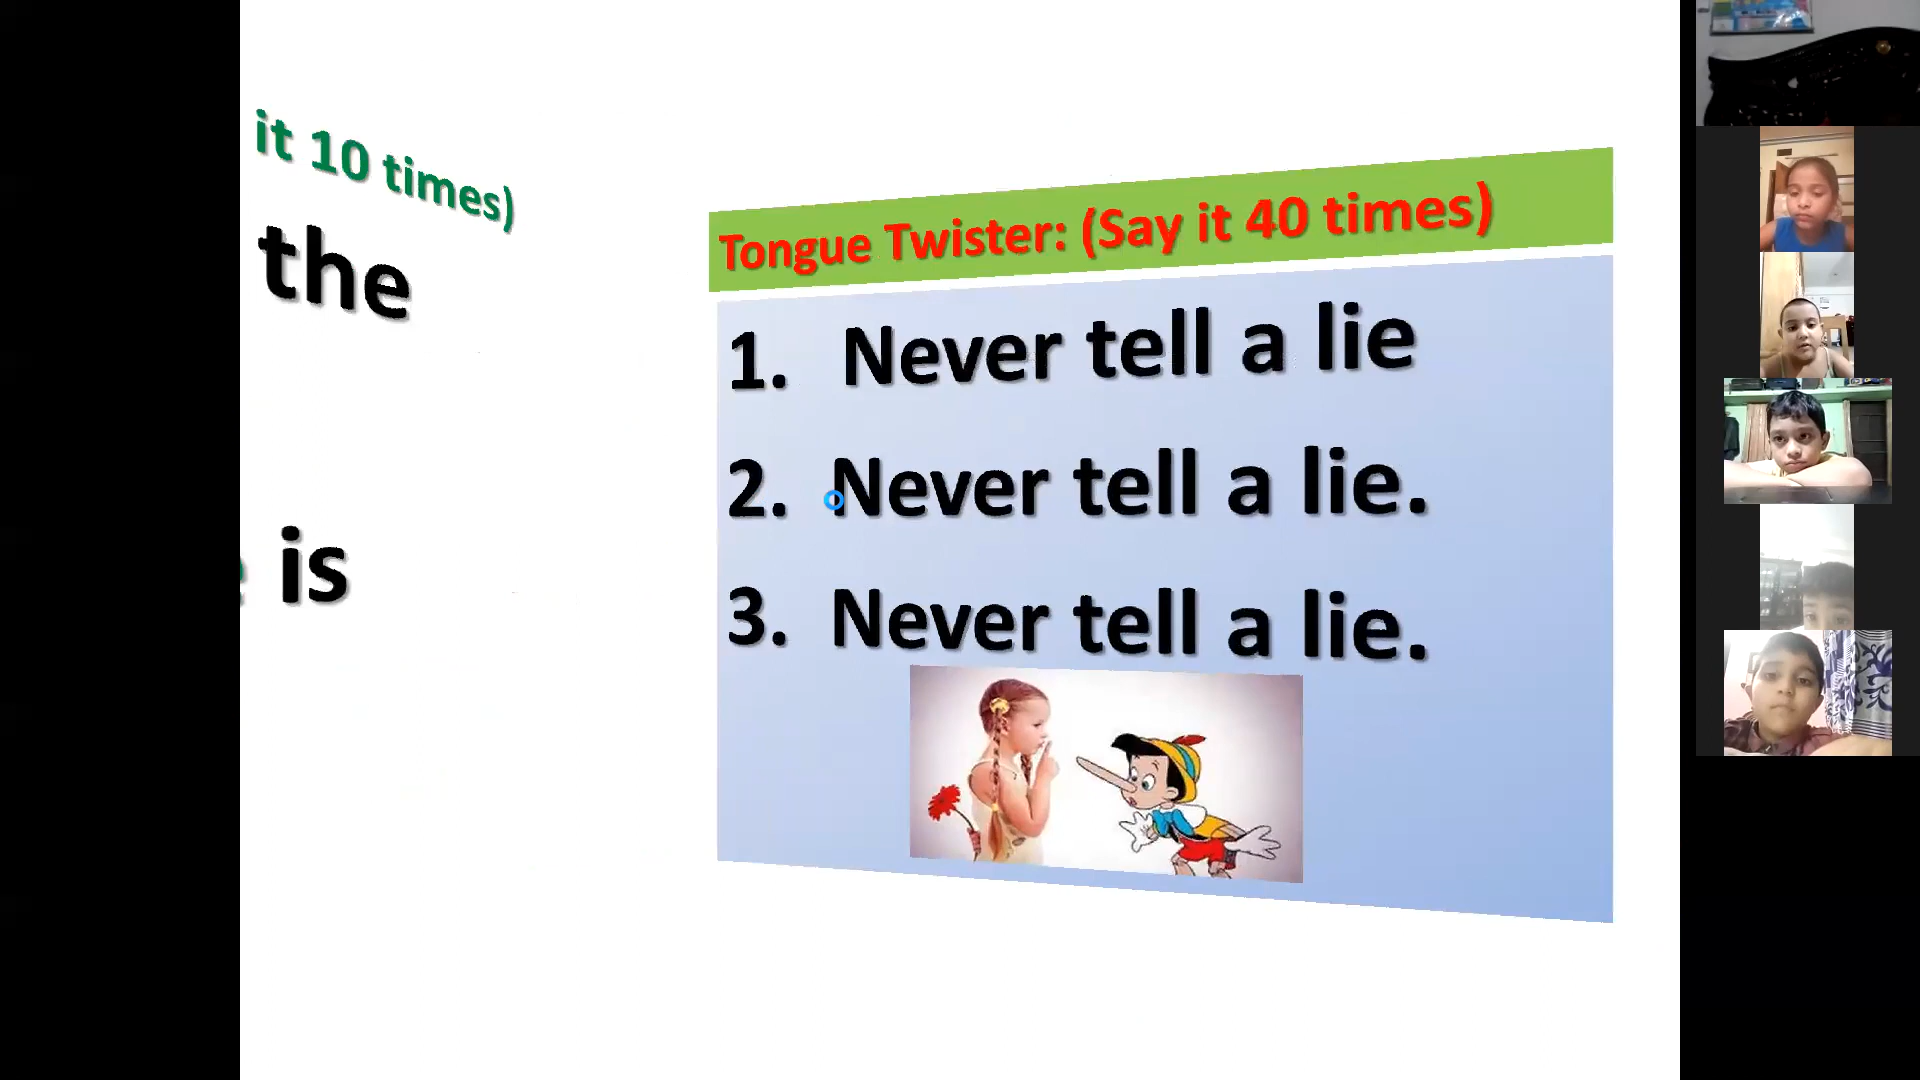 it 10 times)
the
is
Tongue Twister: (Say it 40 times)
1. Never tell a lie
2. Never tell a lie.
3. Never tell a lie.